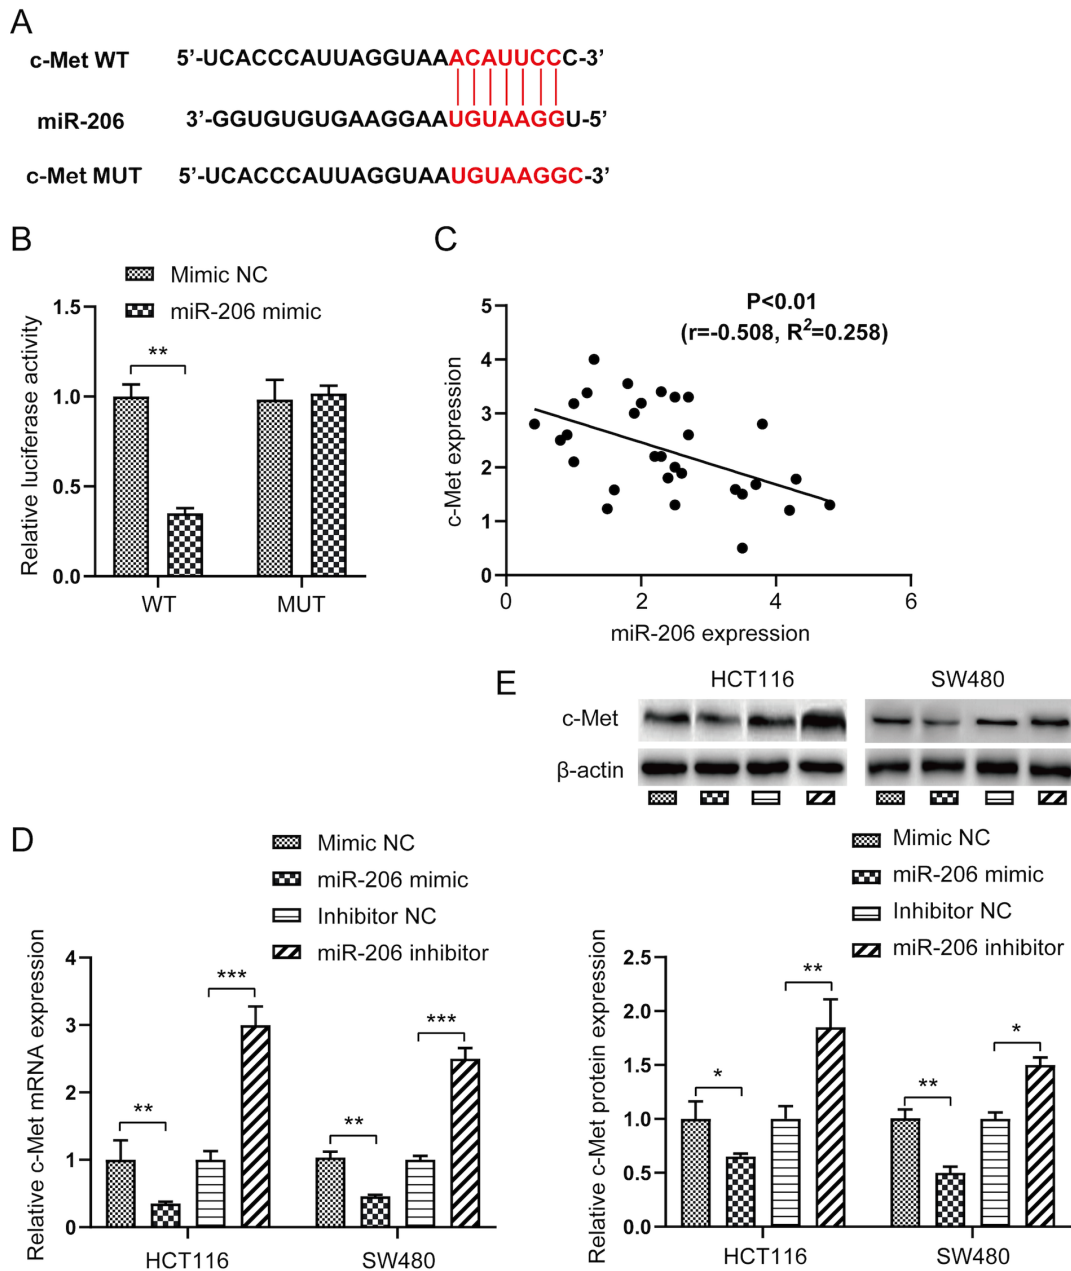 A
c-Met WT 5’-UCACCCAUUAGGUAAACAUUCCC-3’
miR-206 3’-GGUGUGUGAAGGAAUGUAAGGU-5’
c-Met MUT 5’-UCACCCAUUAGGUAAUGUAAGGC-3’
B
Mimic NC
miR-206 mimic
Relative luciferase activity
1.5
1.0
0.5
0.0
**
WT MUT
C
P<0.01
(r=-0.508, R²=0.258)
c-Met expression
5
4
3
2
1
0
0 2 4 6
miR-206 expression
E
HCT116 SW480
c-Met
β-actin
D
Mimic NC
miR-206 mimic
Inhibitor NC
miR-206 inhibitor
Relative c-Met mRNA expression
4
3
2
1
0
** *** ** ***
HCT116 SW480
Mimic NC
miR-206 mimic
Inhibitor NC
miR-206 inhibitor
Relative c-Met protein expression
2.5
2.0
1.5
1.0
0.5
0.0
* ** ** *
HCT116 SW480